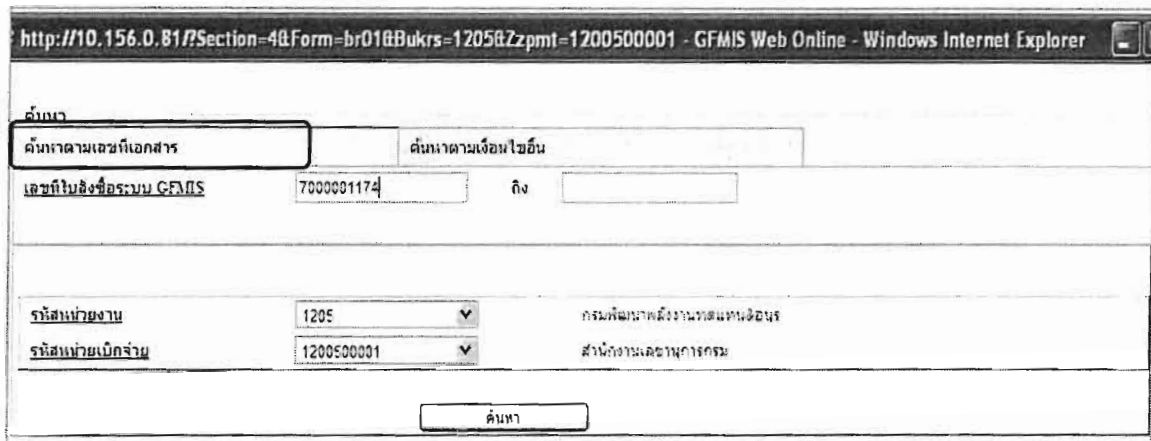 http://10.156.0.81/?Section=4&Form=br01&Bukrs=1205&Zzpmt=1200500001 - GFMIS Web Online - Windows Internet Explorer
ค้นหา
ค้นหาตามเลขที่เอกสาร ค้นหาตามเงื่อนไขอื่น
เลขที่ใบสั่งซื้อระบบ GFMIS 7000001174 ถึง
รหัสหน่วยงาน 1205 กรมพัฒนาพลังงานทดแทนและอนุร
รหัสหน่วยเบิกจ่าย 1200500001 สำนักงานเลขานุการกรม
ค้นหา